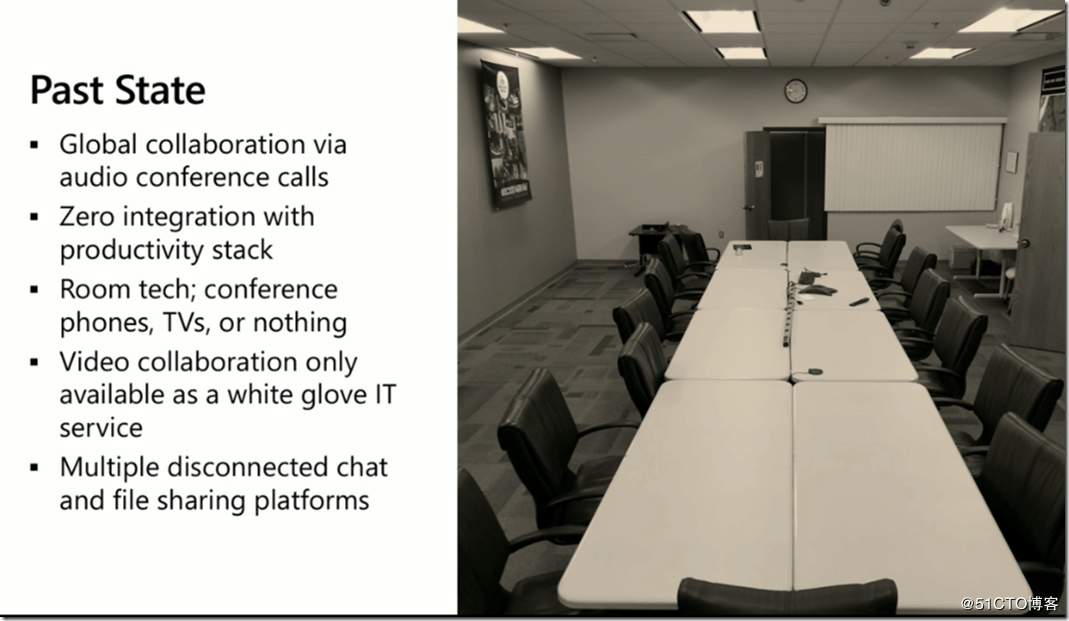 Past State
▪ Global collaboration via
audio conference calls
▪ Zero integration with
productivity stack
▪ Room tech; conference
phones, TVs, or nothing
▪ Video collaboration only
available as a white glove IT
service
▪ Multiple disconnected chat
and file sharing platforms
@51CTO博客